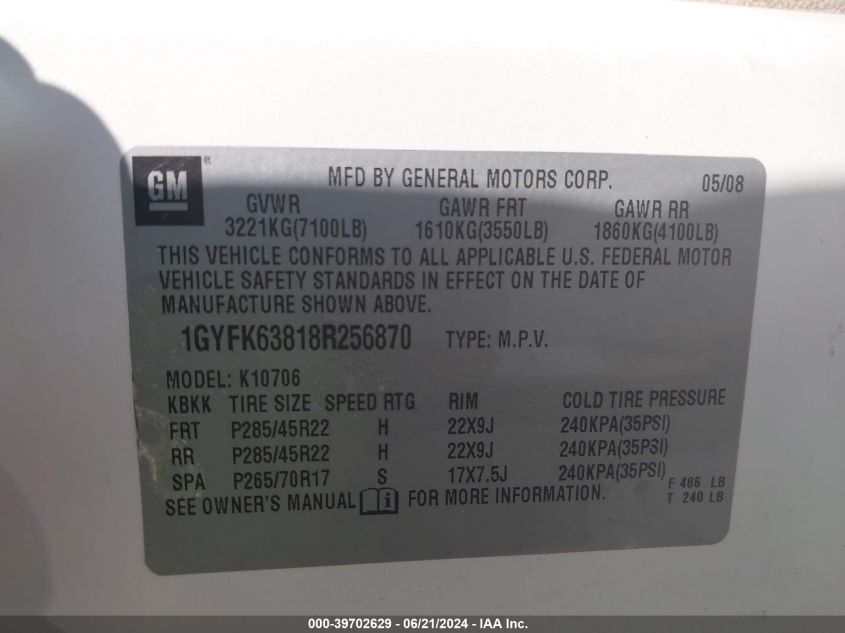 GM
MFD BY GENERAL MOTORS CORP. 05/08
GVWR GAWR FRT GAWR RR
3221KG(7100LB) 1610KG(3550LB) 1860KG(4100LB)
THIS VEHICLE CONFORMS TO ALL APPLICABLE U.S. FEDERAL MOTOR
VEHICLE SAFETY STANDARDS IN EFFECT ON THE DATE OF
MANUFACTURE SHOWN ABOVE.
1GYFK63818R256870 TYPE: M.P.V.
MODEL: K10706
KBKK TIRE SIZE SPEED RTG RIM COLD TIRE PRESSURE
FRT P285/45R22 H 22X9J 240KPA(35PSI)
RR P285/45R22 H 22X9J 240KPA(35PSI)
SPA P265/70R17 S 17X7.5J 240KPA(35PSI) F 486 LB
SEE OWNER'S MANUAL i FOR MORE INFORMATION. T 240 LB
000-39702629 - 06/21/2024 - IAA Inc.